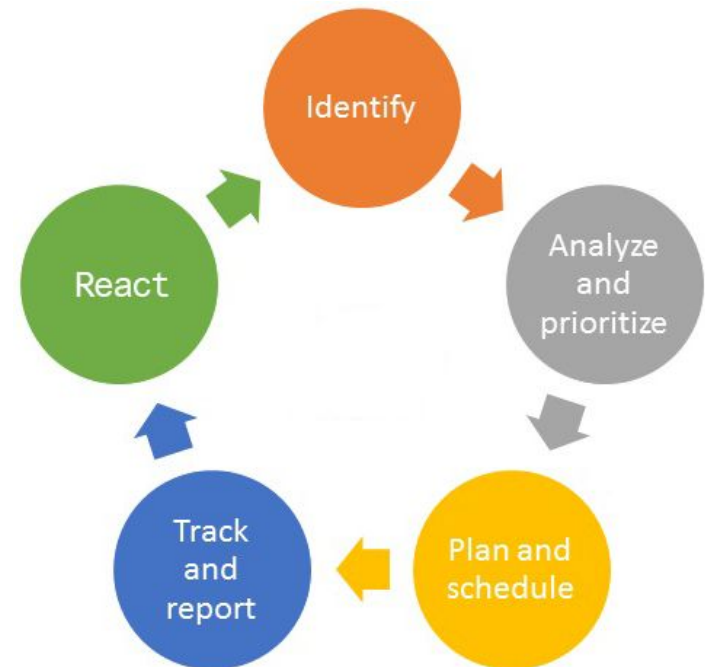 Identify
Analyze
and
prioritize
Plan and
schedule
Track
and
report
React